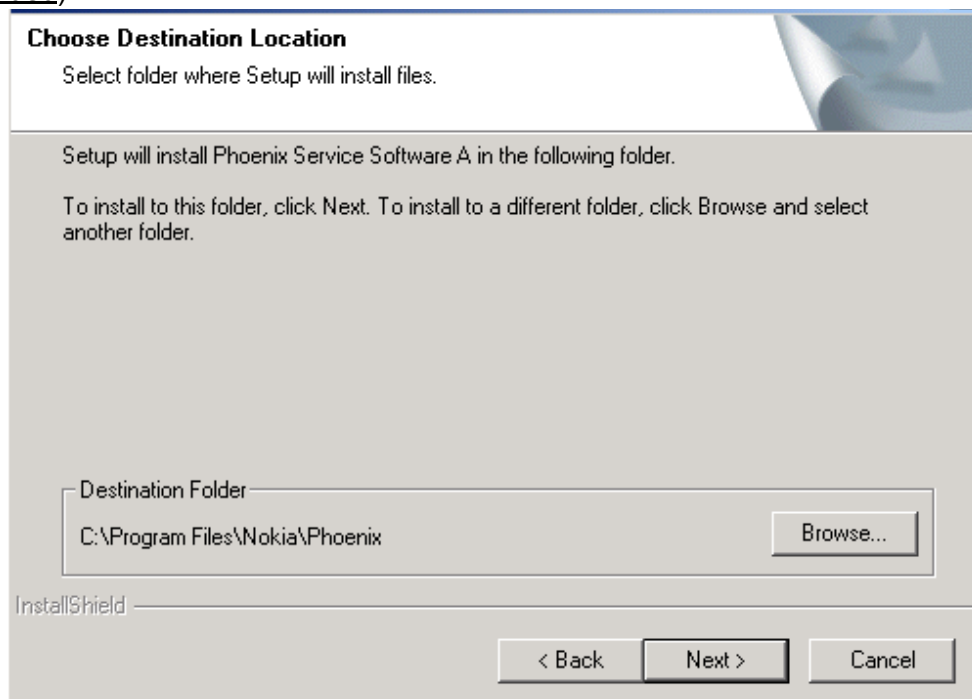 Choose Destination Location
Select folder where Setup will install files.
Setup will install Phoenix Service Software A in the following folder.
To install to this folder, click Next. To install to a different folder, click Browse and select
another folder.
Destination Folder
C:\Program Files\Nokia\Phoenix
Browse...
InstallShield
< Back
Next >
Cancel